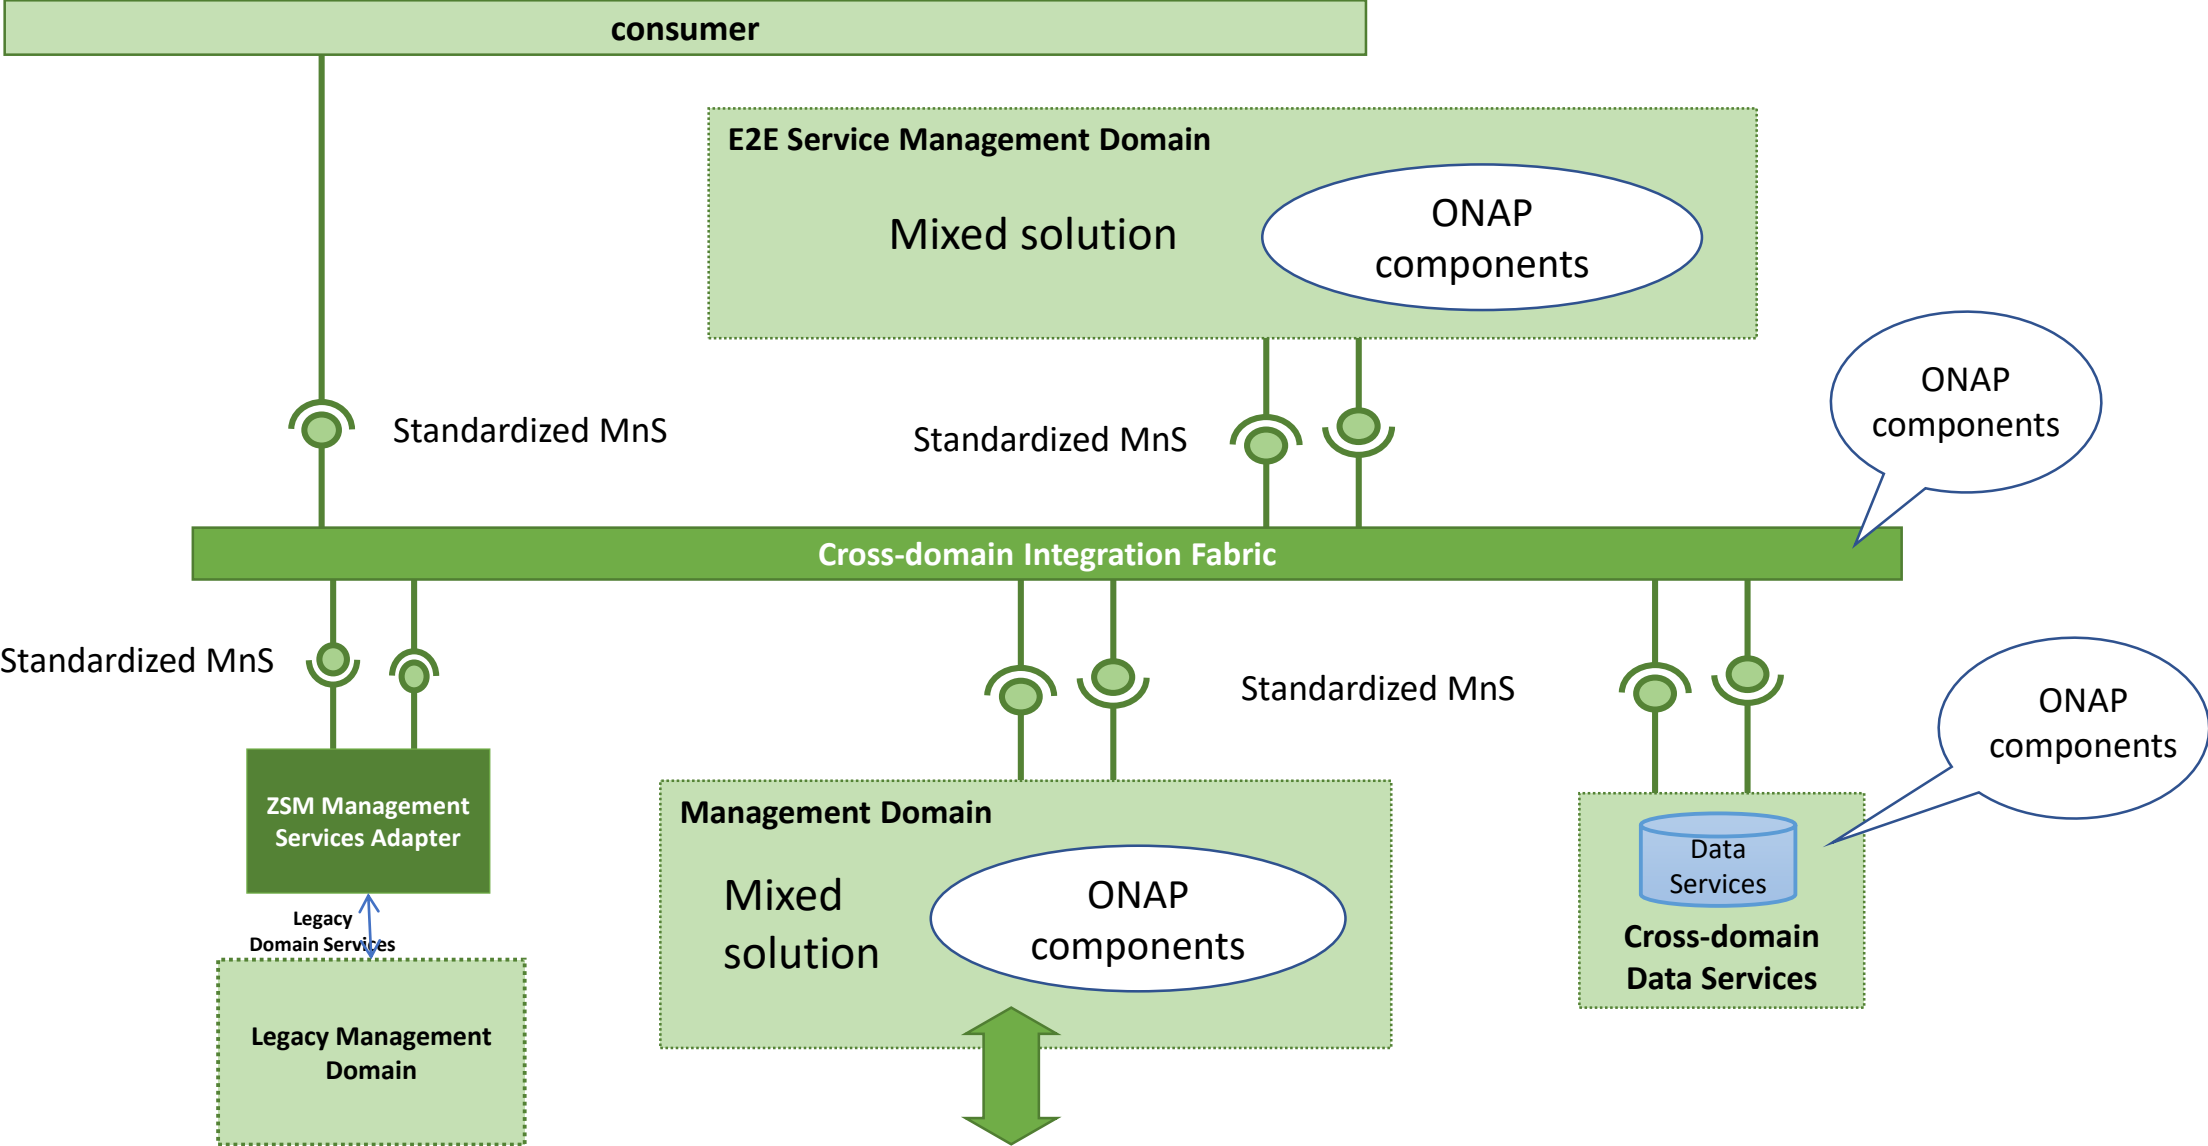 consumer
E2E Service Management Domain
Mixed solution
ONAP
components
ONAP
components
Standardized MnS
Standardized MnS
Cross-domain Integration Fabric
Standardized MnS
Standardized MnS
ONAP
components
ZSM Management
Services Adapter
Management Domain
Mixed
solution
ONAP
components
Data
Services
Cross-domain
Data Services
Legacy
Domain Services
Legacy Management
Domain